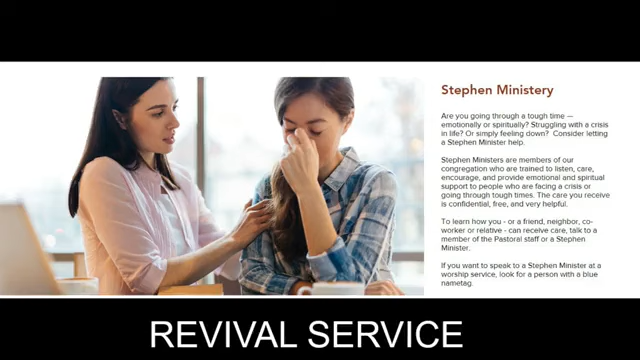 Stephen Ministery
Are you going through a tough time —
emotionally or spiritually? Struggling with a crisis
in life? Or simply feeling down?  Consider letting
a Stephen Minister help.
Stephen Ministers are members of our
congregation who are trained to listen, care,
encourage, and provide emotional and spiritual
support to people who are facing a crisis or
going through tough times. The care you receive
is confidential, free, and very helpful.
To learn how you - or a friend, neighbor, co-
worker or relative - can receive care, talk to a
member of the Pastoral staff or a Stephen
Minister.
If you want to speak to a Stephen Minister at a
worship service, look for a person with a blue
nametag.
REVIVAL SERVICE